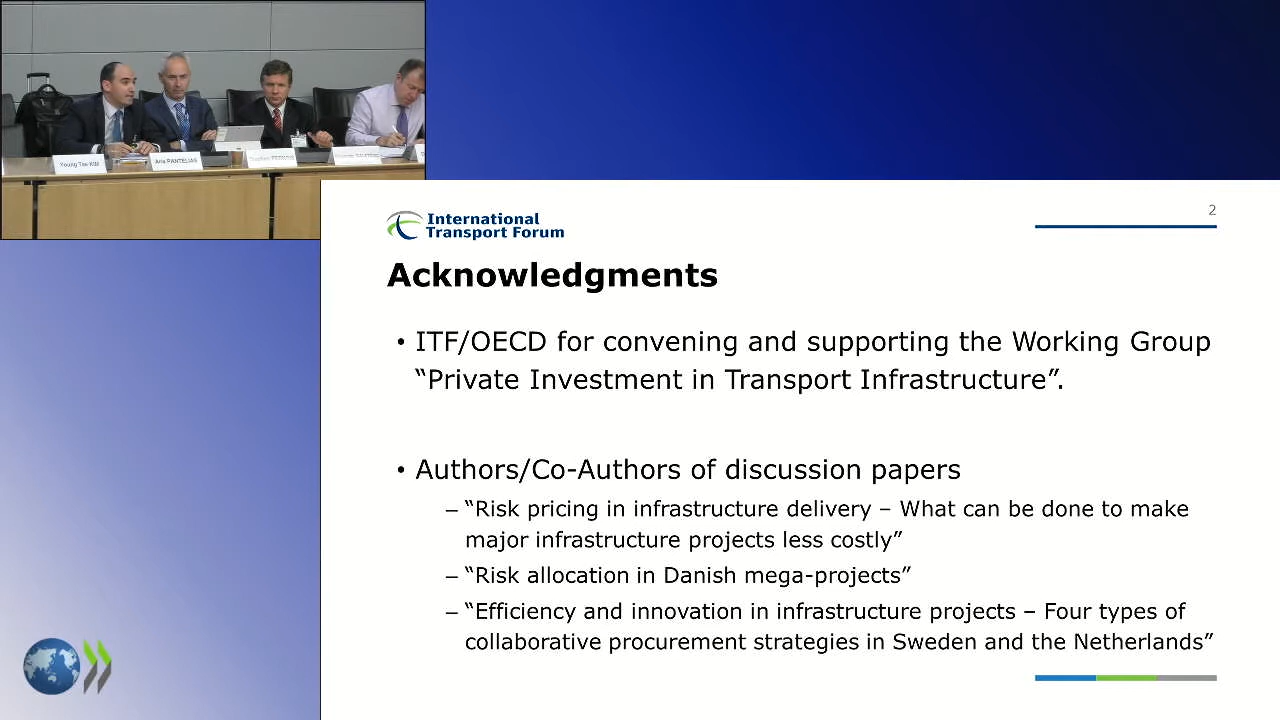 Young Tae KIM
Aris PANTELIAS
International
Transport Forum
2
Acknowledgments
• ITF/OECD for convening and supporting the Working Group
“Private Investment in Transport Infrastructure”.
• Authors/Co-Authors of discussion papers
– “Risk pricing in infrastructure delivery – What can be done to make
major infrastructure projects less costly”
– “Risk allocation in Danish mega-projects”
– “Efficiency and innovation in infrastructure projects – Four types of
collaborative procurement strategies in Sweden and the Netherlands”